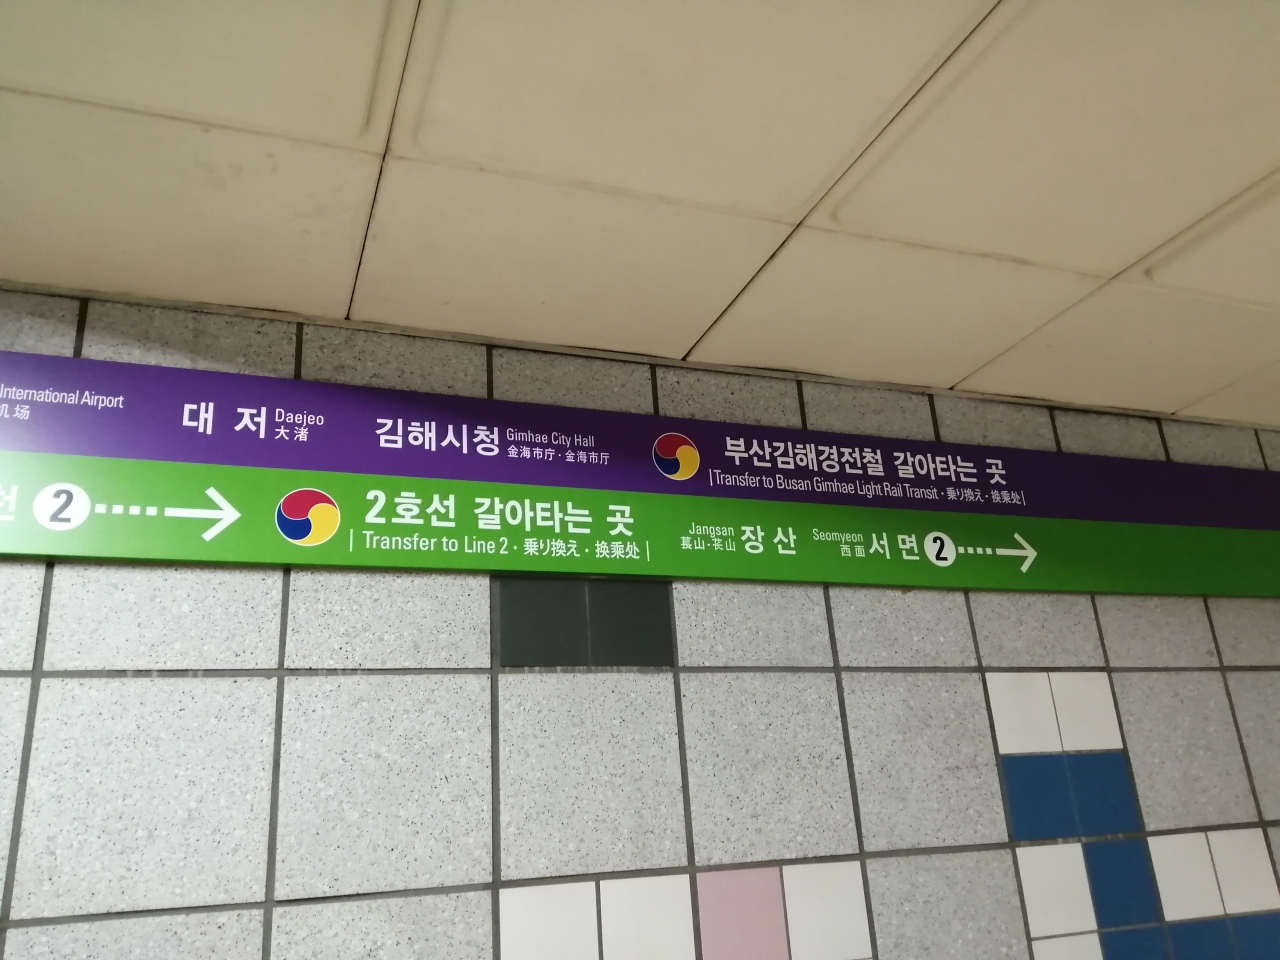 International Airport
机场
대 저 Daejeo
大渚
김해시청 Gimhae City Hall
金海市庁·金海市厅
부산김해경전철 갈아타는 곳
Transfer to Busan Gimhae Light Rail Transit·乗り換え·换乘处
2
2호선 갈아타는 곳
Transfer to Line 2·乗り換え·换乘处
Jangsan 장 산
萇山·苌山
Seomyeon 서 면 2
西面